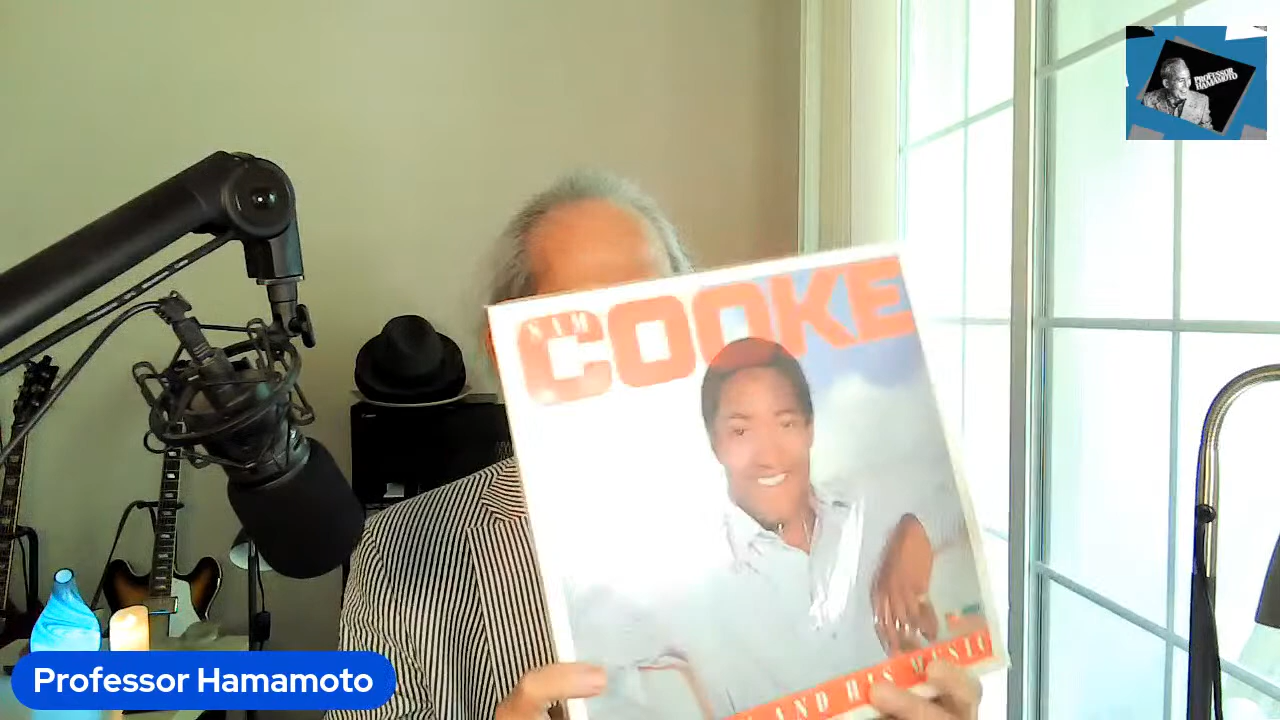 PROFESSOR
HAMAMOTO
SAM
COOKE
AND HIS MUSIC
Professor Hamamoto